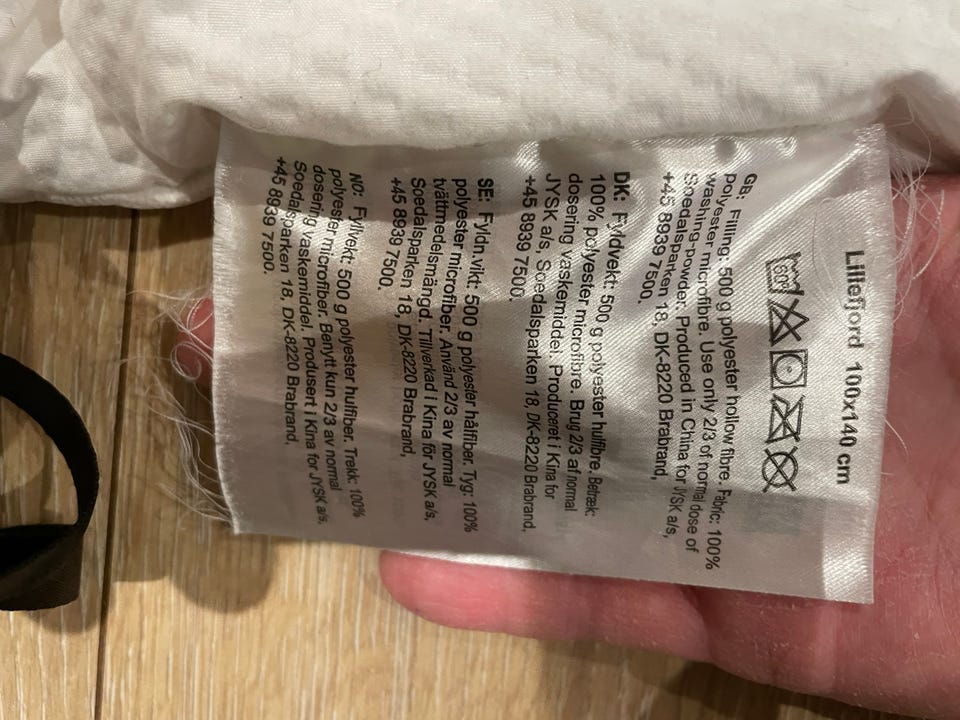 Lillefjord 100x140 cm
60
GB: Filling: 500 g polyester hollow fibre. Fabric: 100%
polyester microfibre. Use only 2/3 of normal dose of
washing-powder. Produced in China for JYSK a/s,
Soedalsparken 18, DK-8220 Brabrand,
+45 8939 7500.
DK: Fyldvekt: 500 g polyester hulfibre. Betræk:
100% polyester microfibre. Brug 2/3 af normal
dosering vaskemiddel. Produceret i Kina for
JYSK a/s, Soedalsparken 18, DK-8220 Brabrand,
+45 8939 7500.
SE: Fyldn.vikt: 500 g polyester hålfiber. Tyg: 100%
polyester microfiber. Använd 2/3 av normal
tvättmedelsmängd. Tillverkad i Kina för JYSK a/s,
Soedalsparken 18, DK-8220 Brabrand,
+45 8939 7500.
NO: Fyllvekt: 500 g polyester hulfiber. Trekk: 100%
polyester microfiber. Benytt kun 2/3 av normal
dosering vaskemiddel. Produsert i Kina for JYSK a/s,
Soedalsparken 18, DK-8220 Brabrand,
+45 8939 7500.